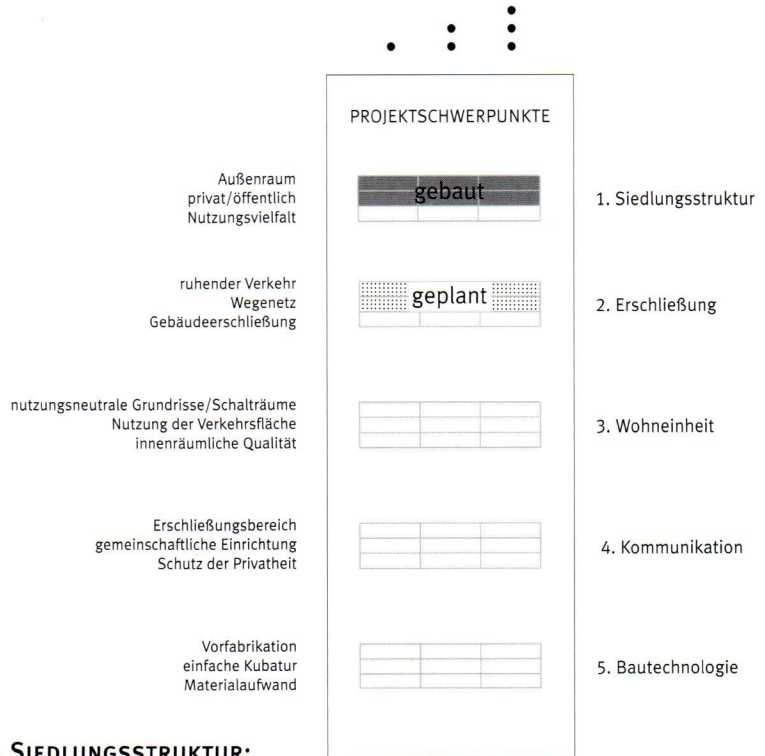 PROJEKTSCHWERPUNKTE
Außenraum
privat/öffentlich
Nutzungsvielfalt
gebaut
1. Siedlungsstruktur
ruhender Verkehr
Wegenetz
Gebäudeerschließung
geplant
2. Erschließung
nutzungsneutrale Grundrisse/Schalträume
Nutzung der Verkehrsfläche
innenräumliche Qualität
3. Wohneinheit
Erschließungsbereich
gemeinschaftliche Einrichtung
Schutz der Privatheit
4. Kommunikation
Vorfabrikation
einfache Kubatur
Materialaufwand
5. Bautechnologie
SIEDLUNGSSTRUKTUR: